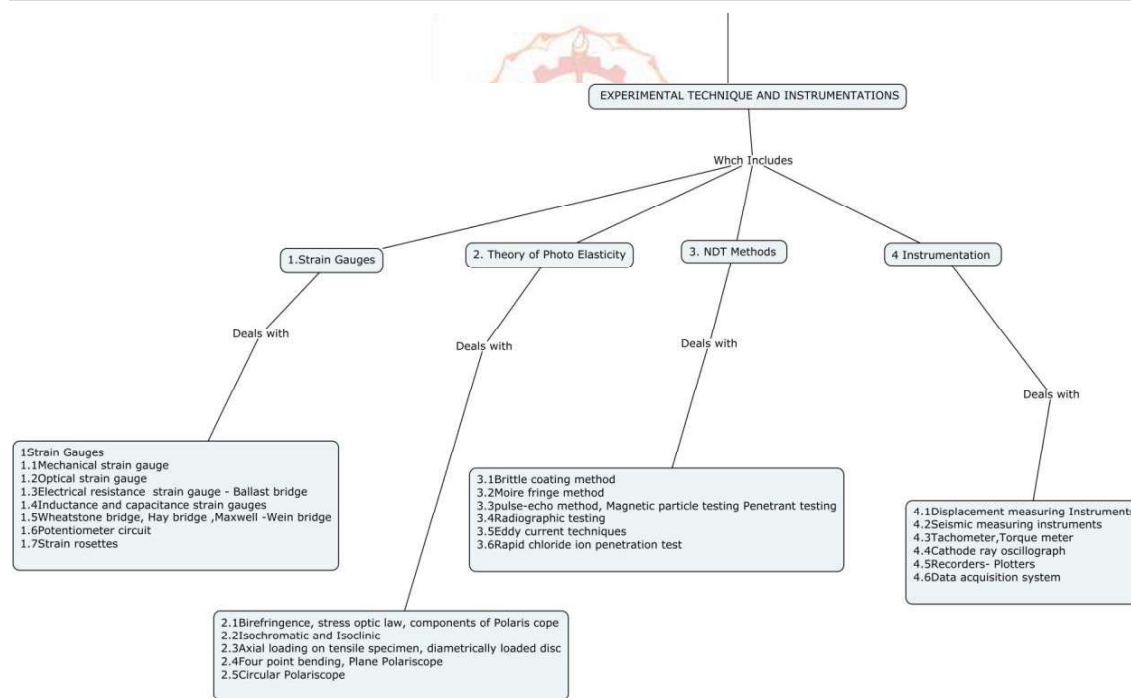 EXPERIMENTAL TECHNIQUE AND INSTRUMENTATIONS
Whch Includes
1.Strain Gauges
2. Theory of Photo Elasticity
3. NDT Methods
4 Instrumentation
Deals with
Deals with
Deals with
Deals with
1Strain Gauges
1.1Mechanical strain gauge
1.2Optical strain gauge
1.3Electrical resistance strain gauge - Ballast bridge
1.4Inductance and capacitance strain gauges
1.5Wheatstone bridge, Hay bridge ,Maxwell -Wein bridge
1.6Potentiometer circuit
1.7Strain rosettes
2.1Birefringence, stress optic law, components of Polaris cope
2.2Isochromatic and Isoclinic
2.3Axial loading on tensile specimen, diametrically loaded disc
2.4Four point bending, Plane Polariscope
2.5Circular Polariscope
3.1Brittle coating method
3.2Moire fringe method
3.3pulse-echo method, Magnetic particle testing Penetrant testing
3.4Radiographic testing
3.5Eddy current techniques
3.6Rapid chloride ion penetration test
4.1Displacement measuring Instruments
4.2Seismic measuring instruments
4.3Tachometer,Torque meter
4.4Cathode ray oscillograph
4.5Recorders- Plotters
4.6Data acquisition system